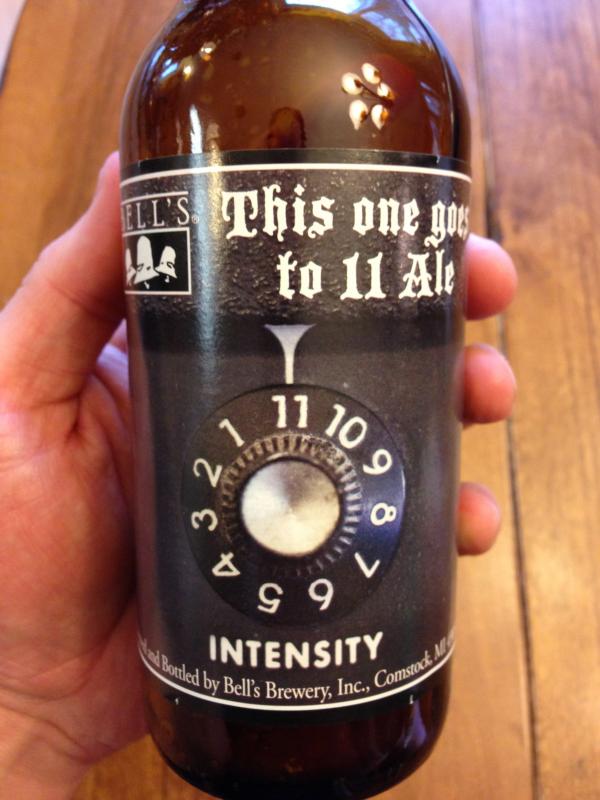 BELL'S®
This one goes
to 11 Ale
11
10
9
8
7
6
5
4
3
2
1
INTENSITY
and Bottled by Bell's Brewery, Inc., Comstock, MI